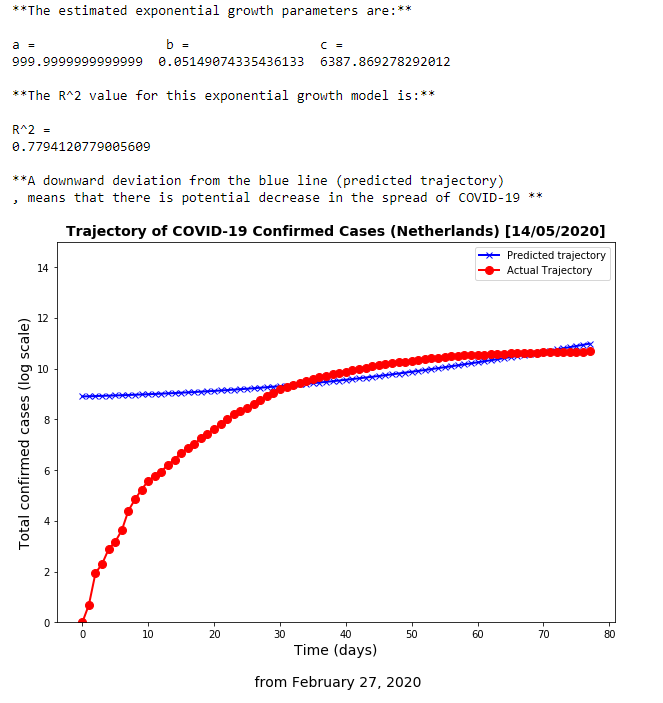 **The estimated exponential growth parameters are:**
a = b = c =
999.9999999999999 0.05149074335436133 6387.869278292012
**The R^2 value for this exponential growth model is:**
R^2 =
0.7794120779005609
**A downward deviation from the blue line (predicted trajectory)
, means that there is potential decrease in the spread of COVID-19 **
Trajectory of COVID-19 Confirmed Cases (Netherlands) [14/05/2020]
Predicted trajectory
Actual Trajectory
Total confirmed cases (log scale)
14
12
10
8
6
4
2
0
0 10 20 30 40 50 60 70 80
Time (days)
from February 27, 2020